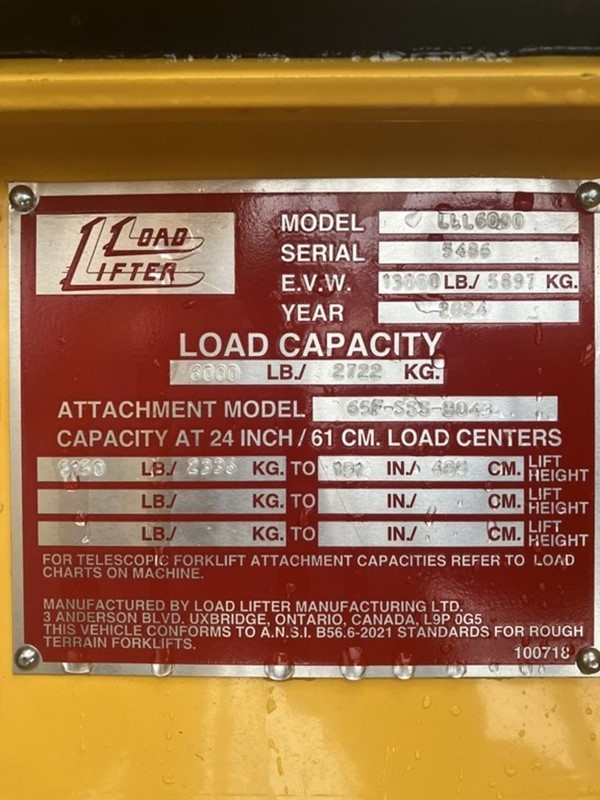 LOAD
LIFTER
MODEL LLL6000
SERIAL 5486
E.V.W. 13000 LB./ 5897 KG.
YEAR 2024
LOAD CAPACITY
6000 LB./ 2722 KG.
ATTACHMENT MODEL
CAPACITY AT 24 INCH / 61 CM. LOAD CENTERS
LB./ KG. TO IN./ CM. LIFT HEIGHT
LB./ KG. TO IN./ CM. LIFT HEIGHT
LB./ KG. TO IN./ CM. LIFT HEIGHT
FOR TELESCOPIC FORKLIFT ATTACHMENT CAPACITIES REFER TO LOAD
CHARTS ON MACHINE.
MANUFACTURED BY LOAD LIFTER MANUFACTURING LTD.
3 ANDERSON BLVD. UXBRIDGE, ONTARIO, CANADA, L9P 0G5
THIS VEHICLE CONFORMS TO A.N.S.I. B56.6-2021 STANDARDS FOR ROUGH
TERRAIN FORKLIFTS.
100718